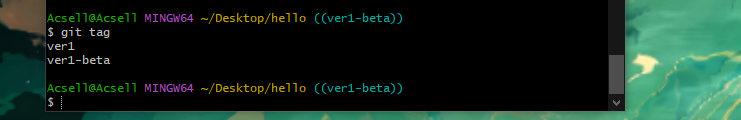 Acsell@Acsell MINGW64 ~/Desktop/hello ((ver1-beta))
$ git tag
ver1
ver1-beta
Acsell@Acsell MINGW64 ~/Desktop/hello ((ver1-beta))
$